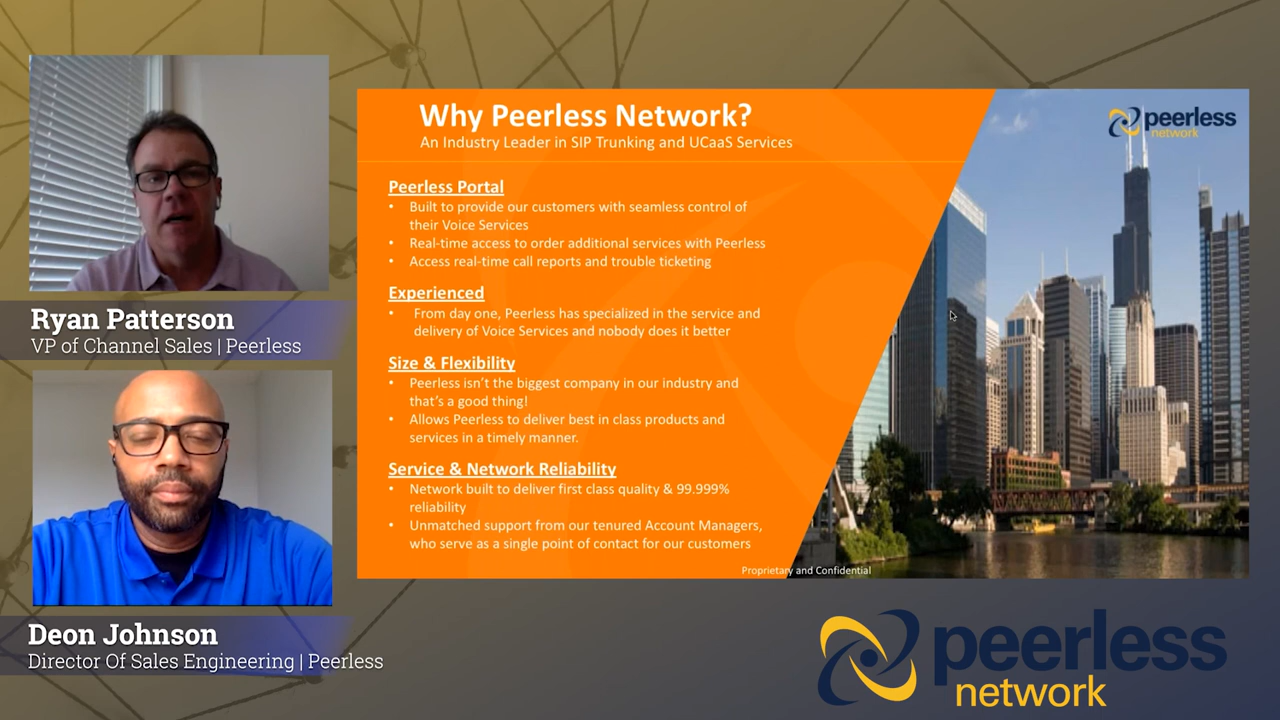 Ryan Patterson
VP of Channel Sales | Peerless
Deon Johnson
Director Of Sales Engineering | Peerless
Why Peerless Network?
An Industry Leader in SIP Trunking and UCaaS Services
peerless
network
Peerless Portal
• Built to provide our customers with seamless control of
their Voice Services
• Real-time access to order additional services with Peerless
• Access real-time call reports and trouble ticketing
Experienced
• From day one, Peerless has specialized in the service and
delivery of Voice Services and nobody does it better
Size & Flexibility
• Peerless isn't the biggest company in our industry and
that's a good thing!
• Allows Peerless to deliver best in class products and
services in a timely manner.
Service & Network Reliability
• Network built to deliver first class quality & 99.999%
reliability
• Unmatched support from our tenured Account Managers,
who serve as a single point of contact for our customers
Proprietary and Confidential
peerless
network